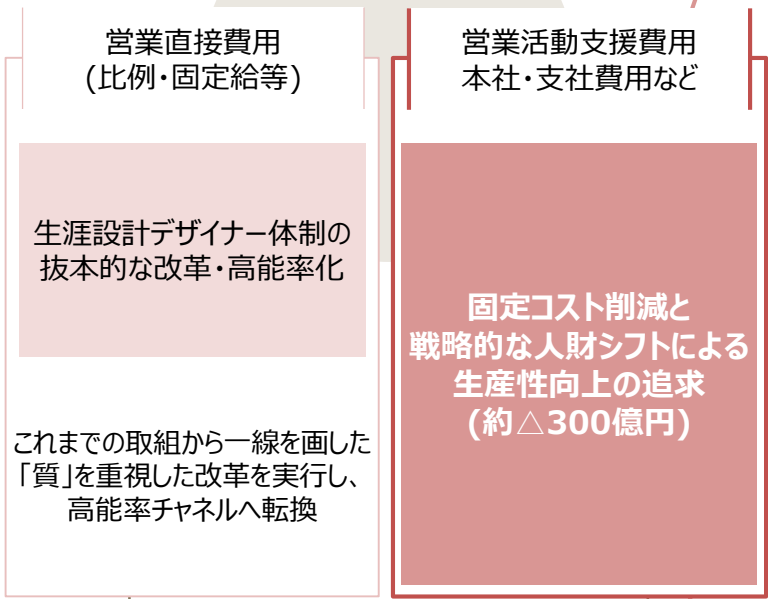 営業直接費用
(比例・固定給等)
生涯設計デザイナー体制の
抜本的な改革・高能率化
これまでの取組から一線を画した
「質」を重視した改革を実行し、
高能率チャネルへ転換
営業活動支援費用
本社・支社費用など
固定コスト削減と
戦略的な人財シフトによる
生産性向上の追求
(約△300億円)